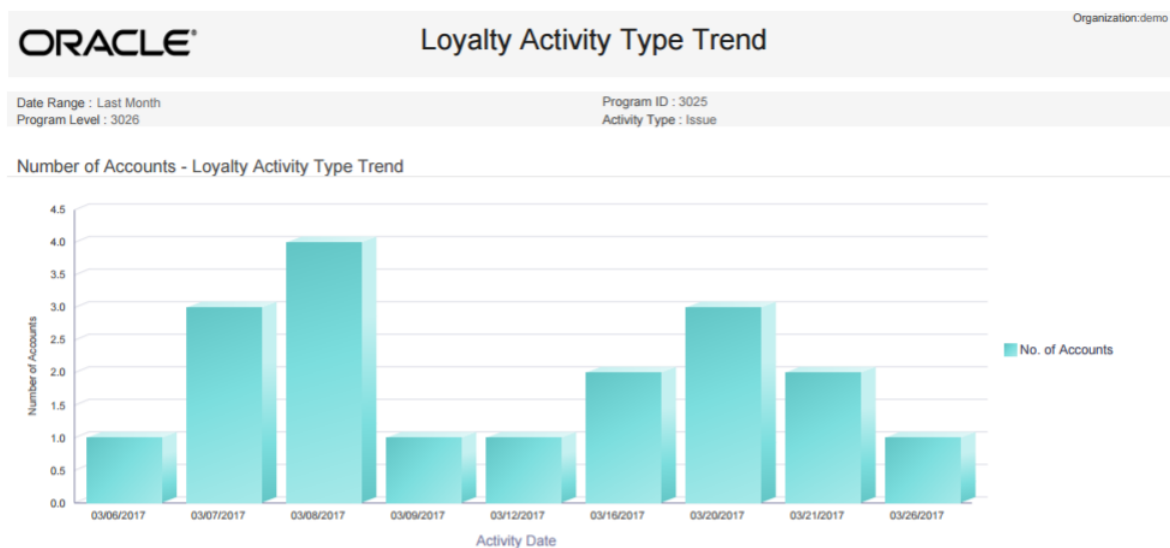 Organization:demo
ORACLE
Loyalty Activity Type Trend
Date Range : Last Month
Program ID : 3025
Program Level : 3026
Activity Type : Issue
Number of Accounts - Loyalty Activity Type Trend
4.5
4.0
3.5
3.0
2.5
2.0
1.5
1.0
0.5
0.0
Number of Accounts
No. of Accounts
03/06/2017 03/07/2017 03/08/2017 03/09/2017 03/12/2017 03/16/2017 03/20/2017 03/21/2017 03/26/2017
Activity Date